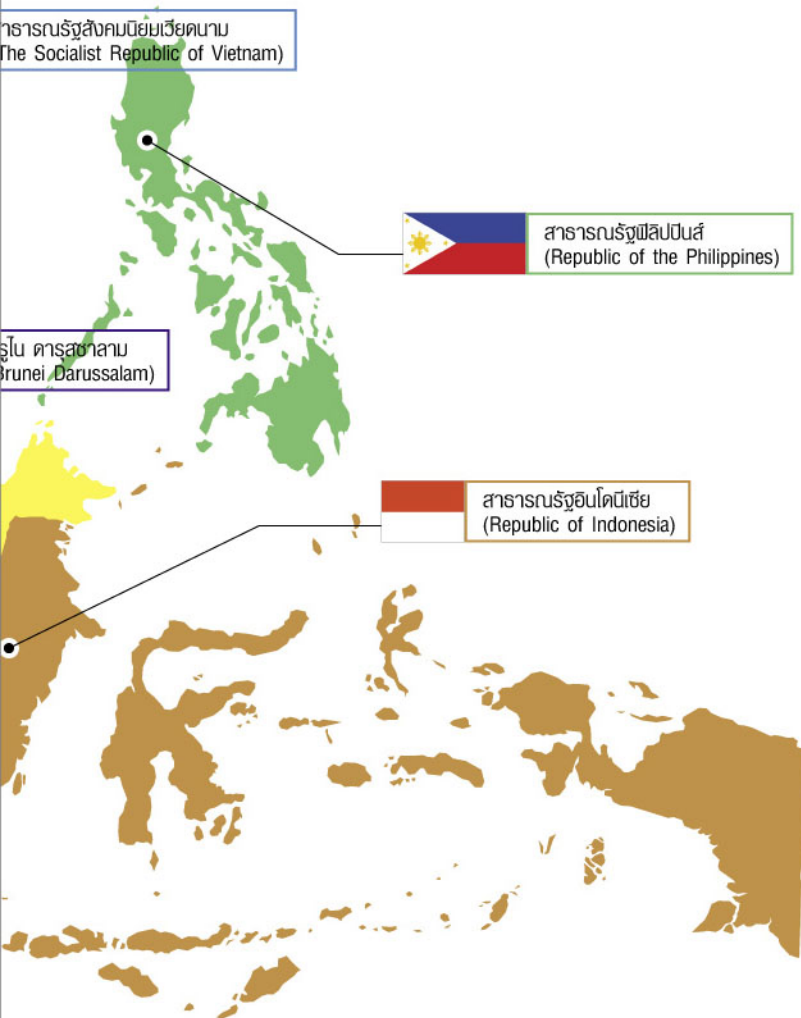 าธารณรัฐสังคมนิยมเวียดนาม
The Socialist Republic of Vietnam)
สาธารณรัฐฟิลิปปินส์
(Republic of the Philippines)
รูไน ดารุสซาลาม
Brunei Darussalam)
สาธารณรัฐอินโดนีเซีย
(Republic of Indonesia)